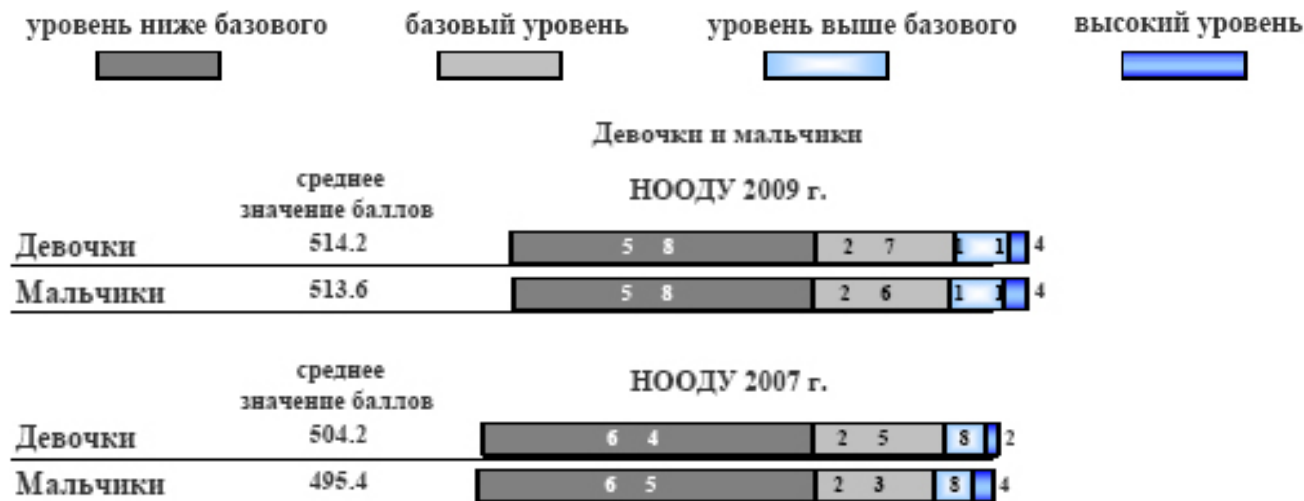 уровень ниже базового базовый уровень уровень выше базового высокий уровень
Девочки и мальчики
среднее
значение баллов
НООДУ 2009 г.
Девочки 514.2 5 8 2 7 1 1 4
Мальчики 513.6 5 8 2 6 1 1 4
среднее
значение баллов
НООДУ 2007 г.
Девочки 504.2 6 4 2 5 8 2
Мальчики 495.4 6 5 2 3 8 4